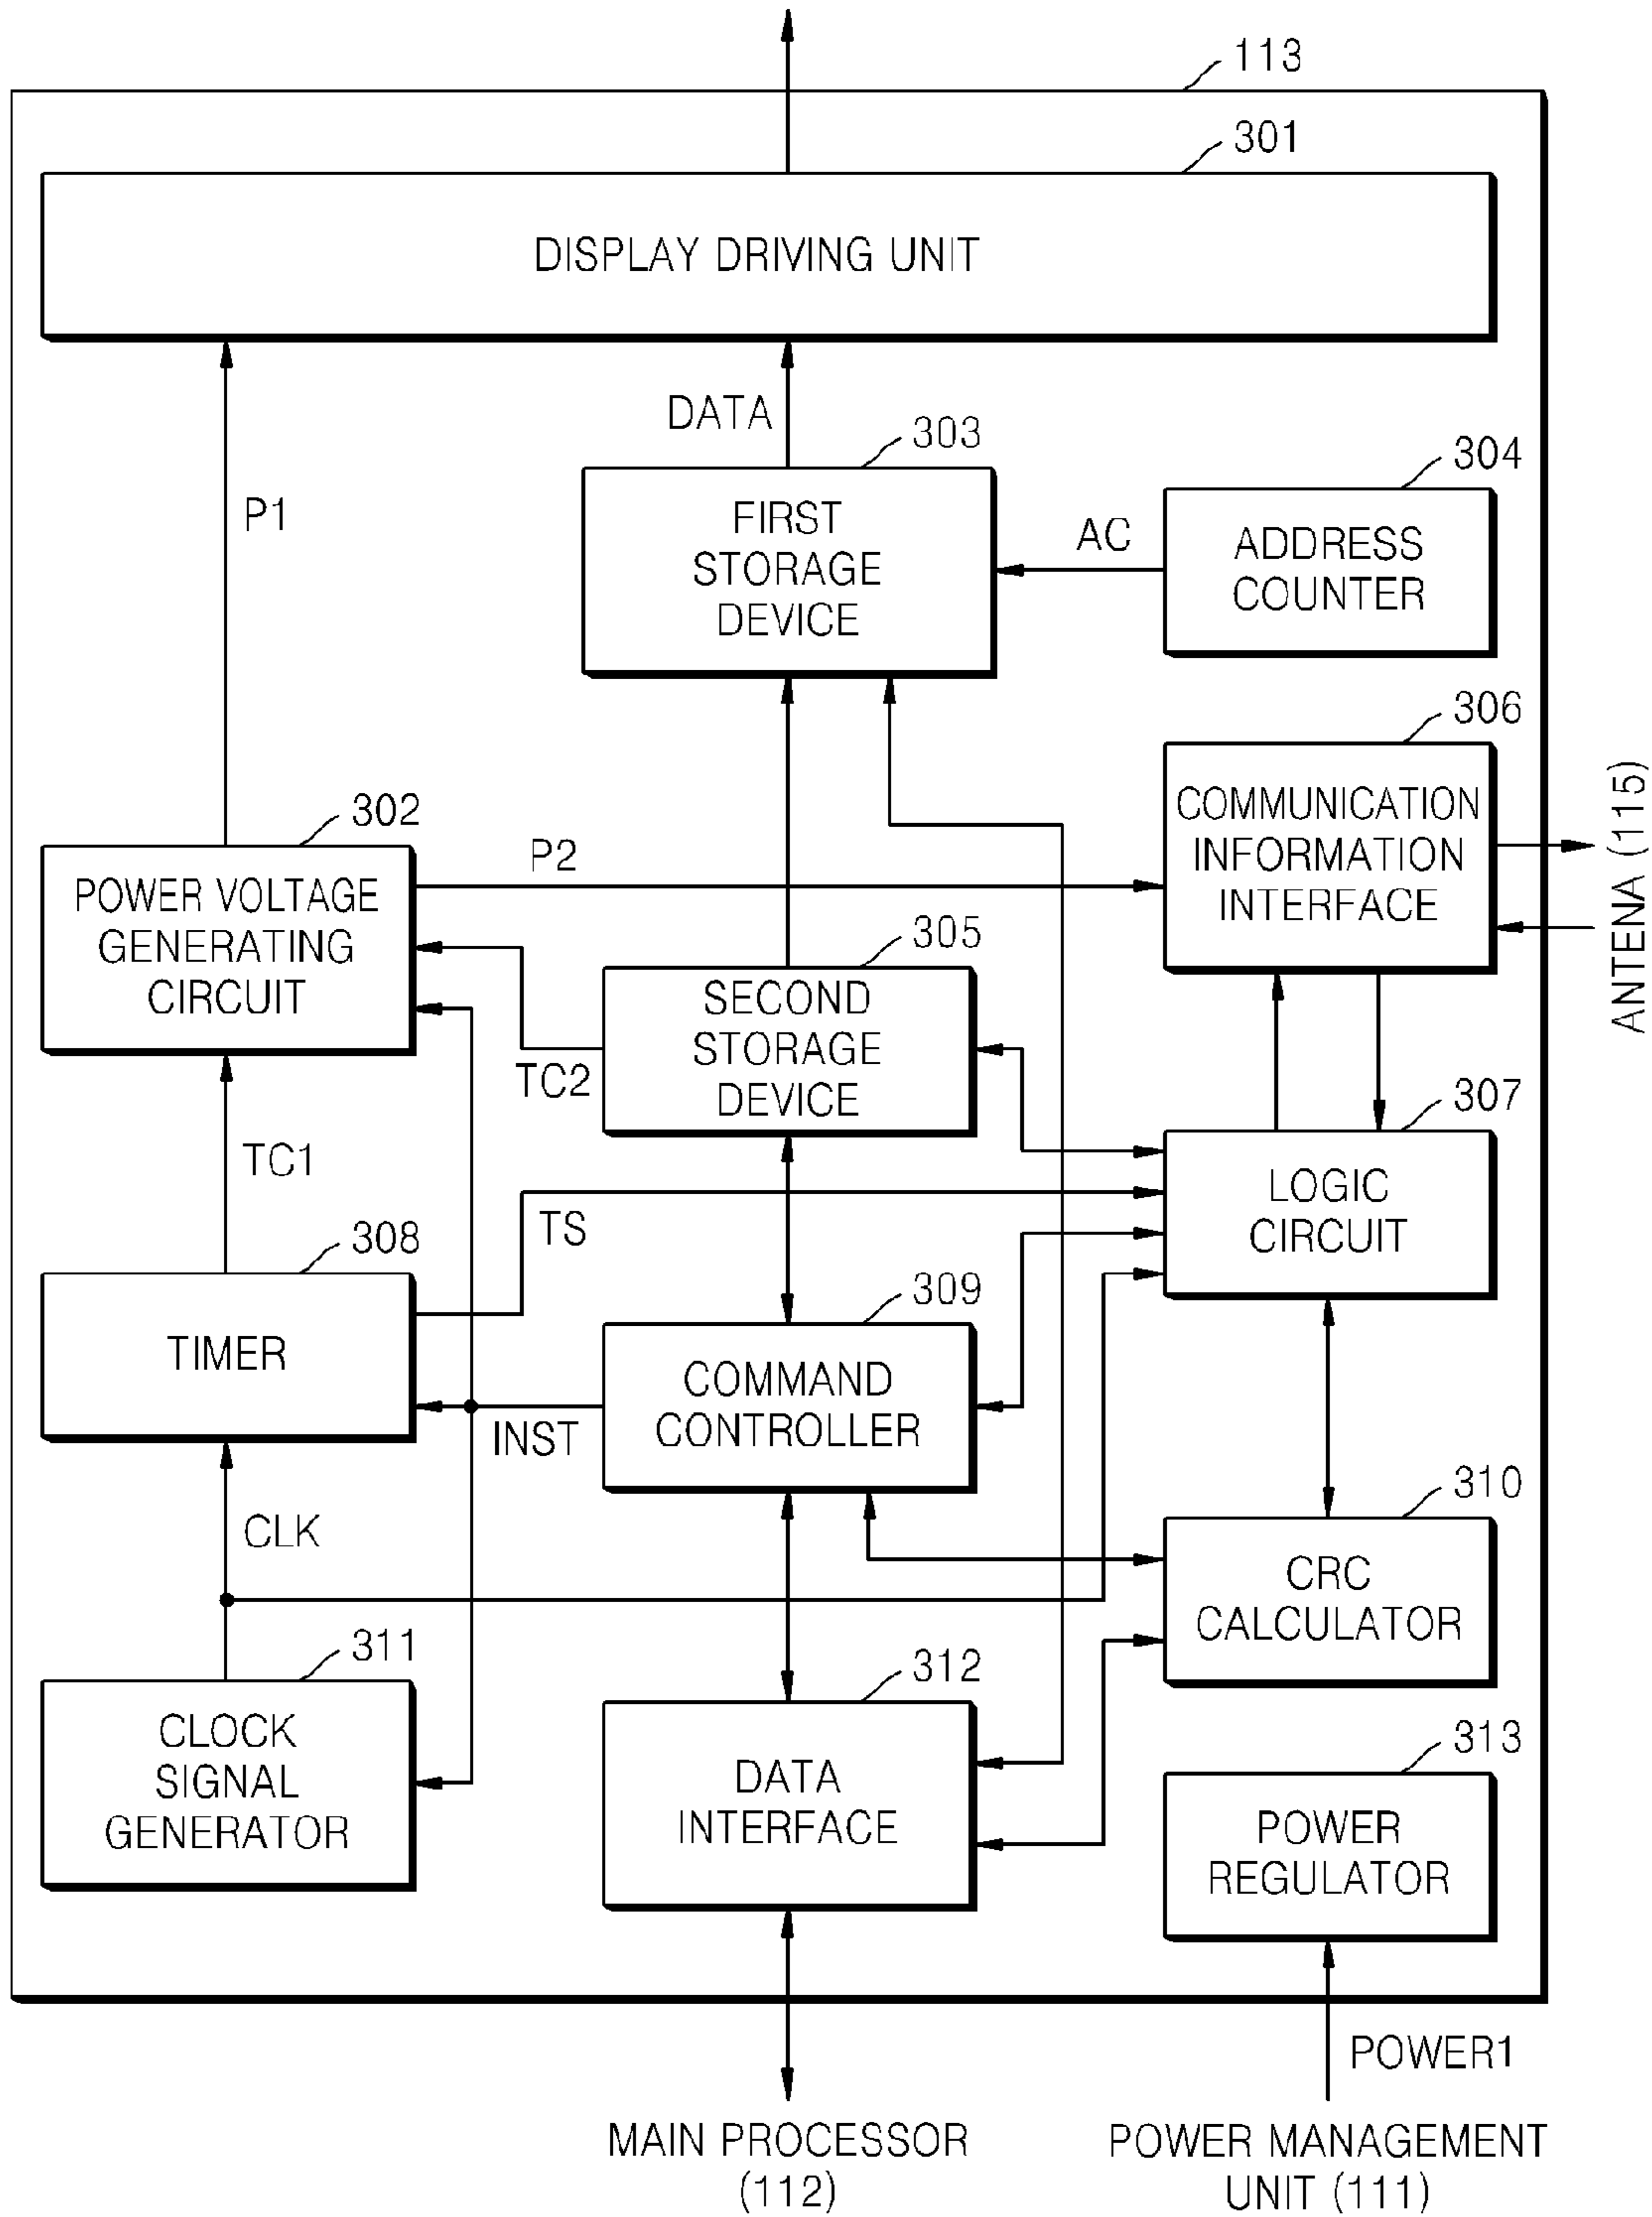 113
301
DISPLAY DRIVING UNIT
DATA
303
304
P1
FIRST
STORAGE
DEVICE
AC
ADDRESS
COUNTER
306
302
P2
COMMUNICATION
INFORMATION
INTERFACE
ANTENA (115)
POWER VOLTAGE
GENERATING
CIRCUIT
305
SECOND
STORAGE
DEVICE
TC2
307
TC1
LOGIC
CIRCUIT
TS
308
309
TIMER
COMMAND
CONTROLLER
INST
310
CLK
CRC
CALCULATOR
311
312
CLOCK
SIGNAL
GENERATOR
DATA
INTERFACE
313
POWER
REGULATOR
POWER1
MAIN PROCESSOR
(112)
POWER MANAGEMENT
UNIT (111)